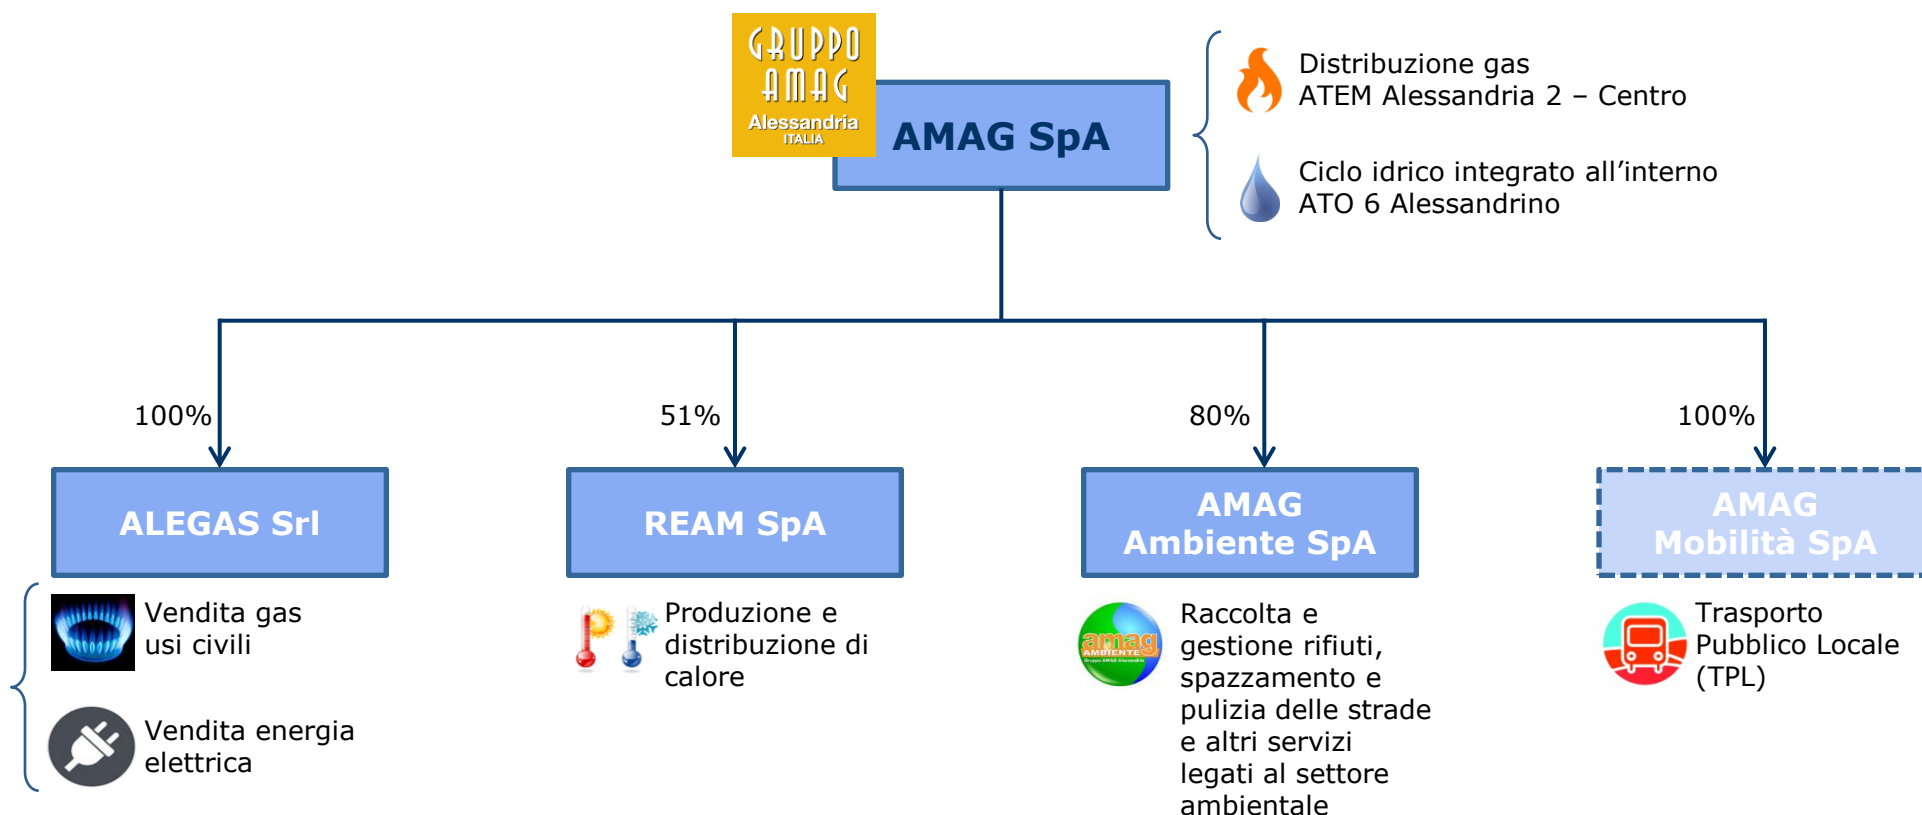 GRUPPO
AMAG
Alessandria
ITALIA
AMAG SpA
Distribuzione gas
ATEM Alessandria 2 – Centro
Ciclo idrico integrato all’interno
ATO 6 Alessandrino
100%
51%
80%
100%
ALEGAS Srl
REAM SpA
AMAG
Ambiente SpA
AMAG
Mobilità SpA
Vendita gas
usi civili
Vendita energia
elettrica
Produzione e
distribuzione di
calore
amag
AMBIENTE
Gruppo AMAG Alessandria
Raccolta e
gestione rifiuti,
spazzamento e
pulizia delle strade
e altri servizi
legati al settore
ambientale
Trasporto
Pubblico Locale
(TPL)